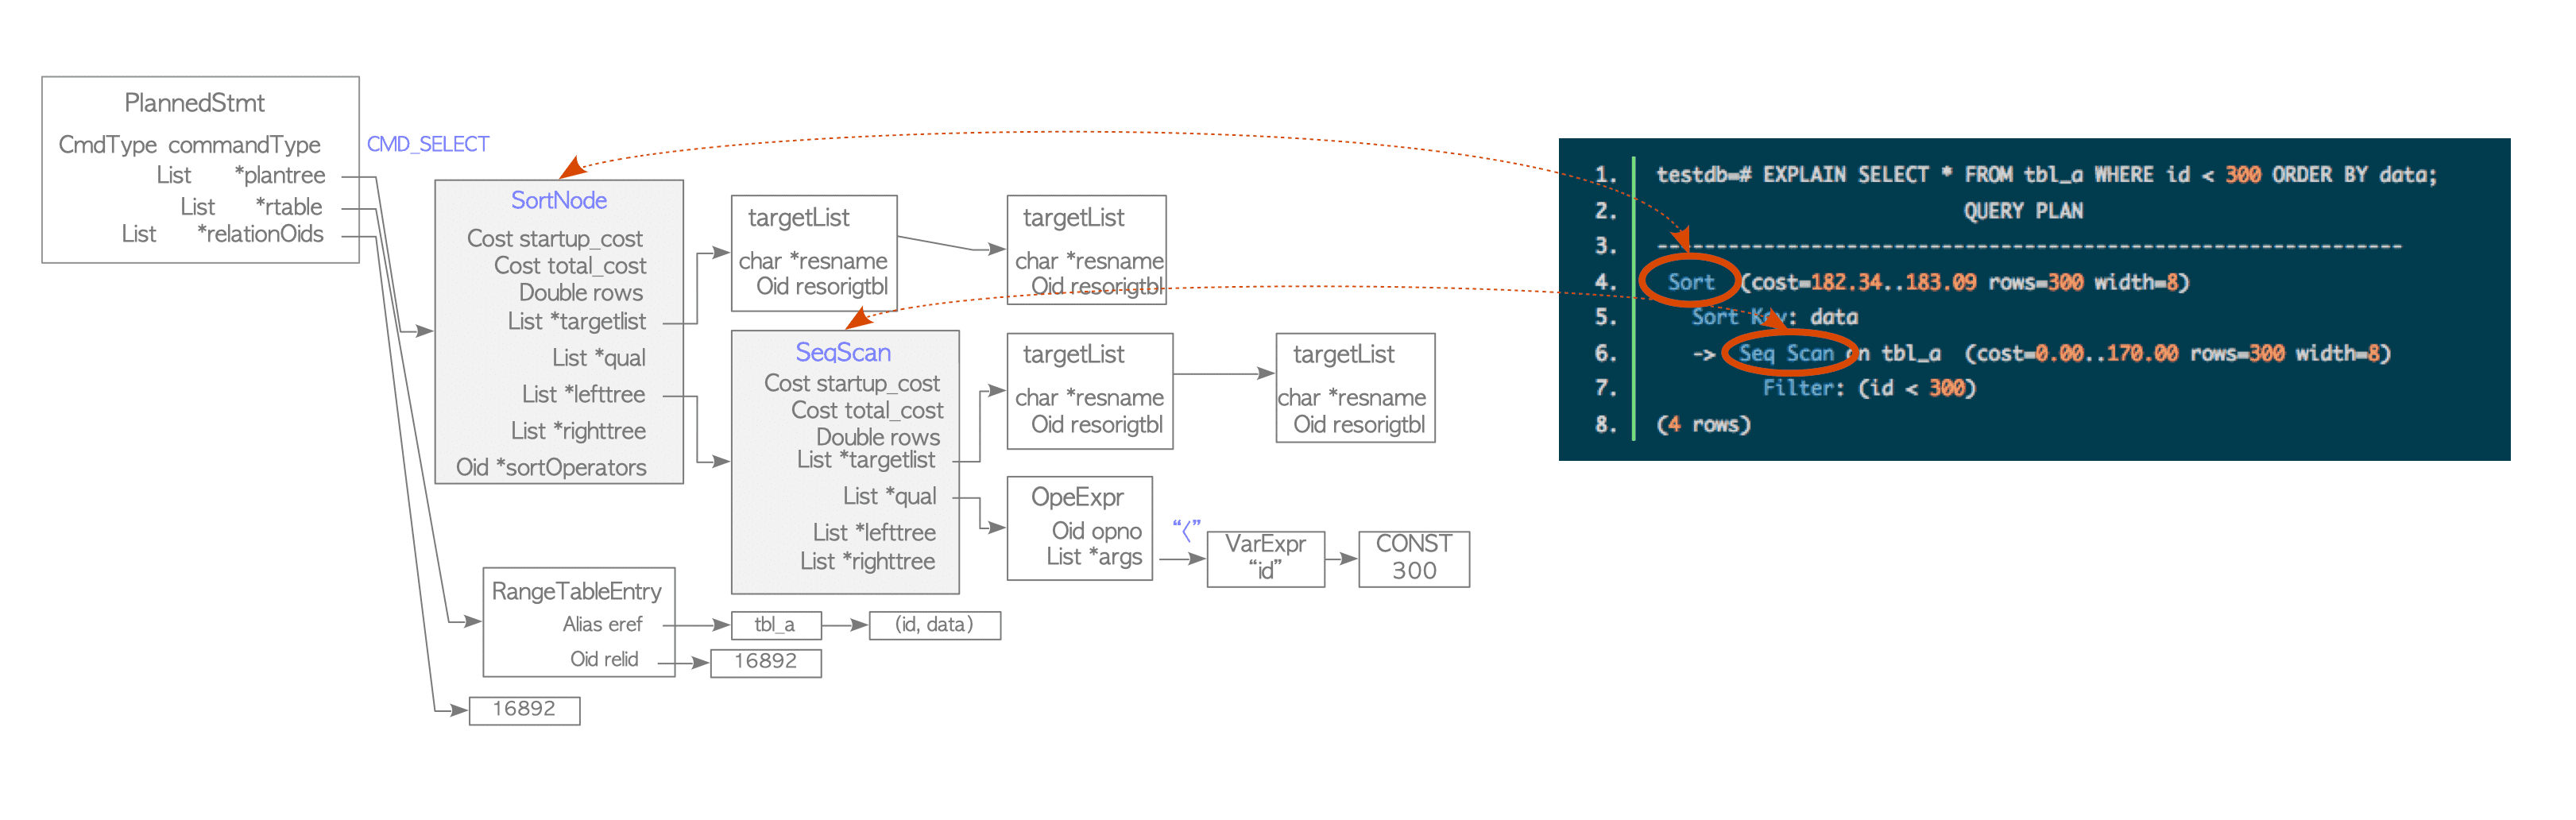 PlannedStmt
CmdType commandType
CMD_SELECT
List *plantree
List *rtable
List *relationOids
SortNode
Cost startup_cost
Cost total_cost
Double rows
List *targetlist
List *qual
List *lefttree
List *righttree
Oid *sortOperators
targetList
char *resname
Oid resorigtbl
targetList
char *resname
Oid resorigtbl
SeqScan
Cost startup_cost
Cost total_cost
Double rows
List *targetlist
List *qual
List *lefttree
List *righttree
targetList
char *resname
Oid resorigtbl
targetList
char *resname
Oid resorigtbl
OpeExpr
Oid opno
List *args
“〈”
VarExpr
“id”
CONST
300
RangeTableEntry
Alias eref
Oid relid
tbl_a
(id, data)
16892
16892
1. testdb=# EXPLAIN SELECT * FROM tbl_a WHERE id < 300 ORDER BY data;
2. QUERY PLAN
3. ---------------------------------------------------------------
4. Sort (cost=182.34..183.09 rows=300 width=8)
5. Sort Key: data
6. -> Seq Scan on tbl_a (cost=0.00..170.00 rows=300 width=8)
7. Filter: (id < 300)
8. (4 rows)